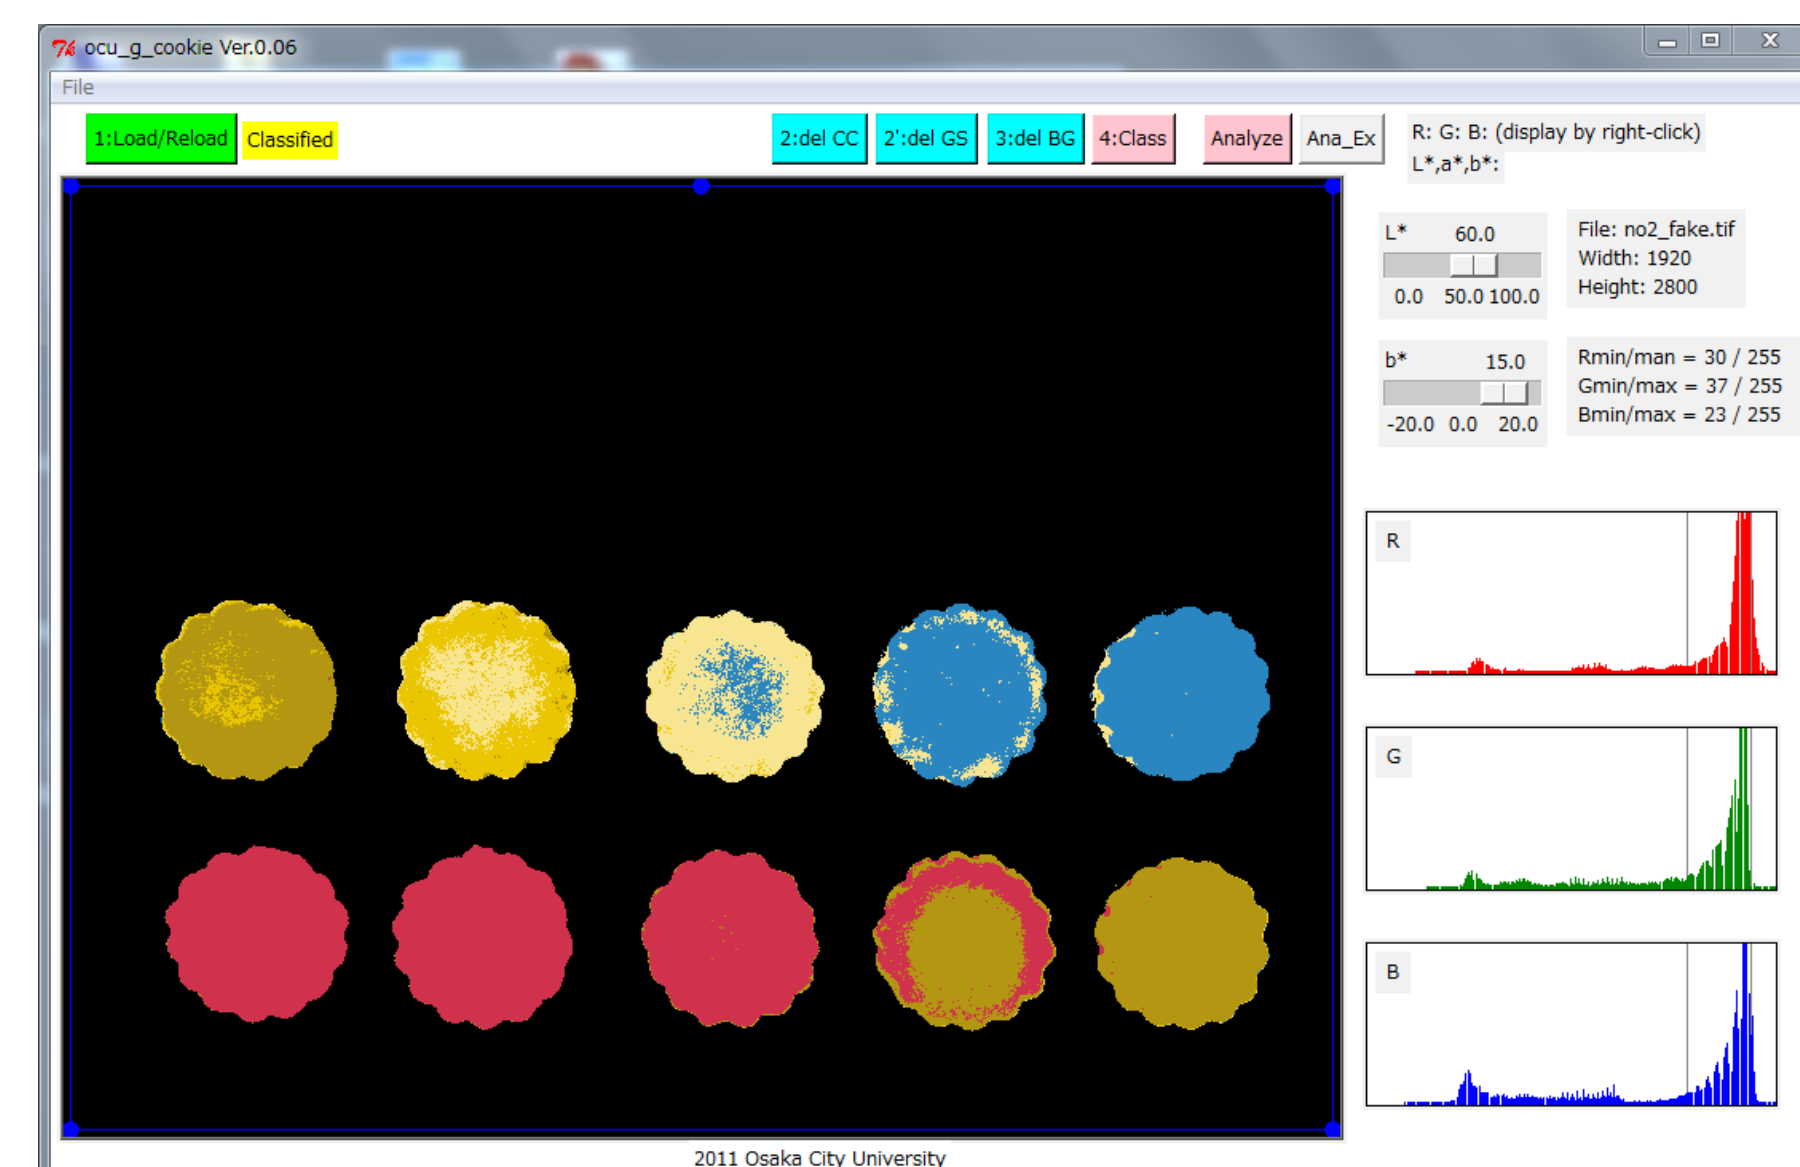 ocu_g_cookie Ver.0.06
File
1:Load/Reload Classified 2:del CC 2':del GS 3:del BG 4:Class Analyze Ana_Ex
R: G: B: (display by right-click)
L*,a*,b*:
L* 60.0
0.0 50.0 100.0
File: no2_fake.tif
Width: 1920
Height: 2800
b* 15.0
-20.0 0.0 20.0
Rmin/man = 30 / 255
Gmin/max = 37 / 255
Bmin/max = 23 / 255
R
G
B
2011 Osaka City University